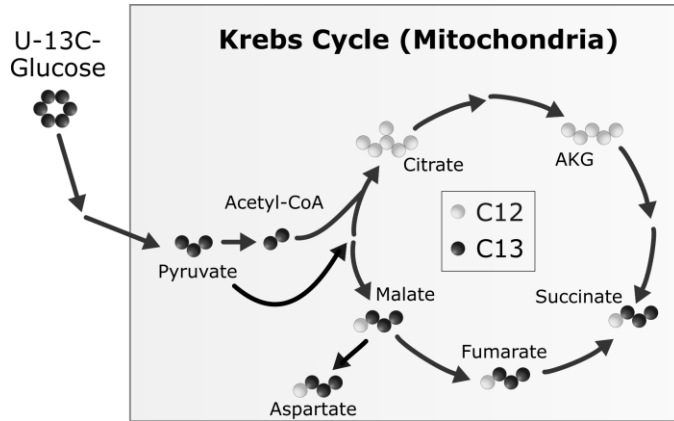 Krebs Cycle (Mitochondria)
U-13C-
Glucose
Citrate
AKG
Acetyl-CoA
C12
C13
Pyruvate
Malate
Succinate
Fumarate
Aspartate